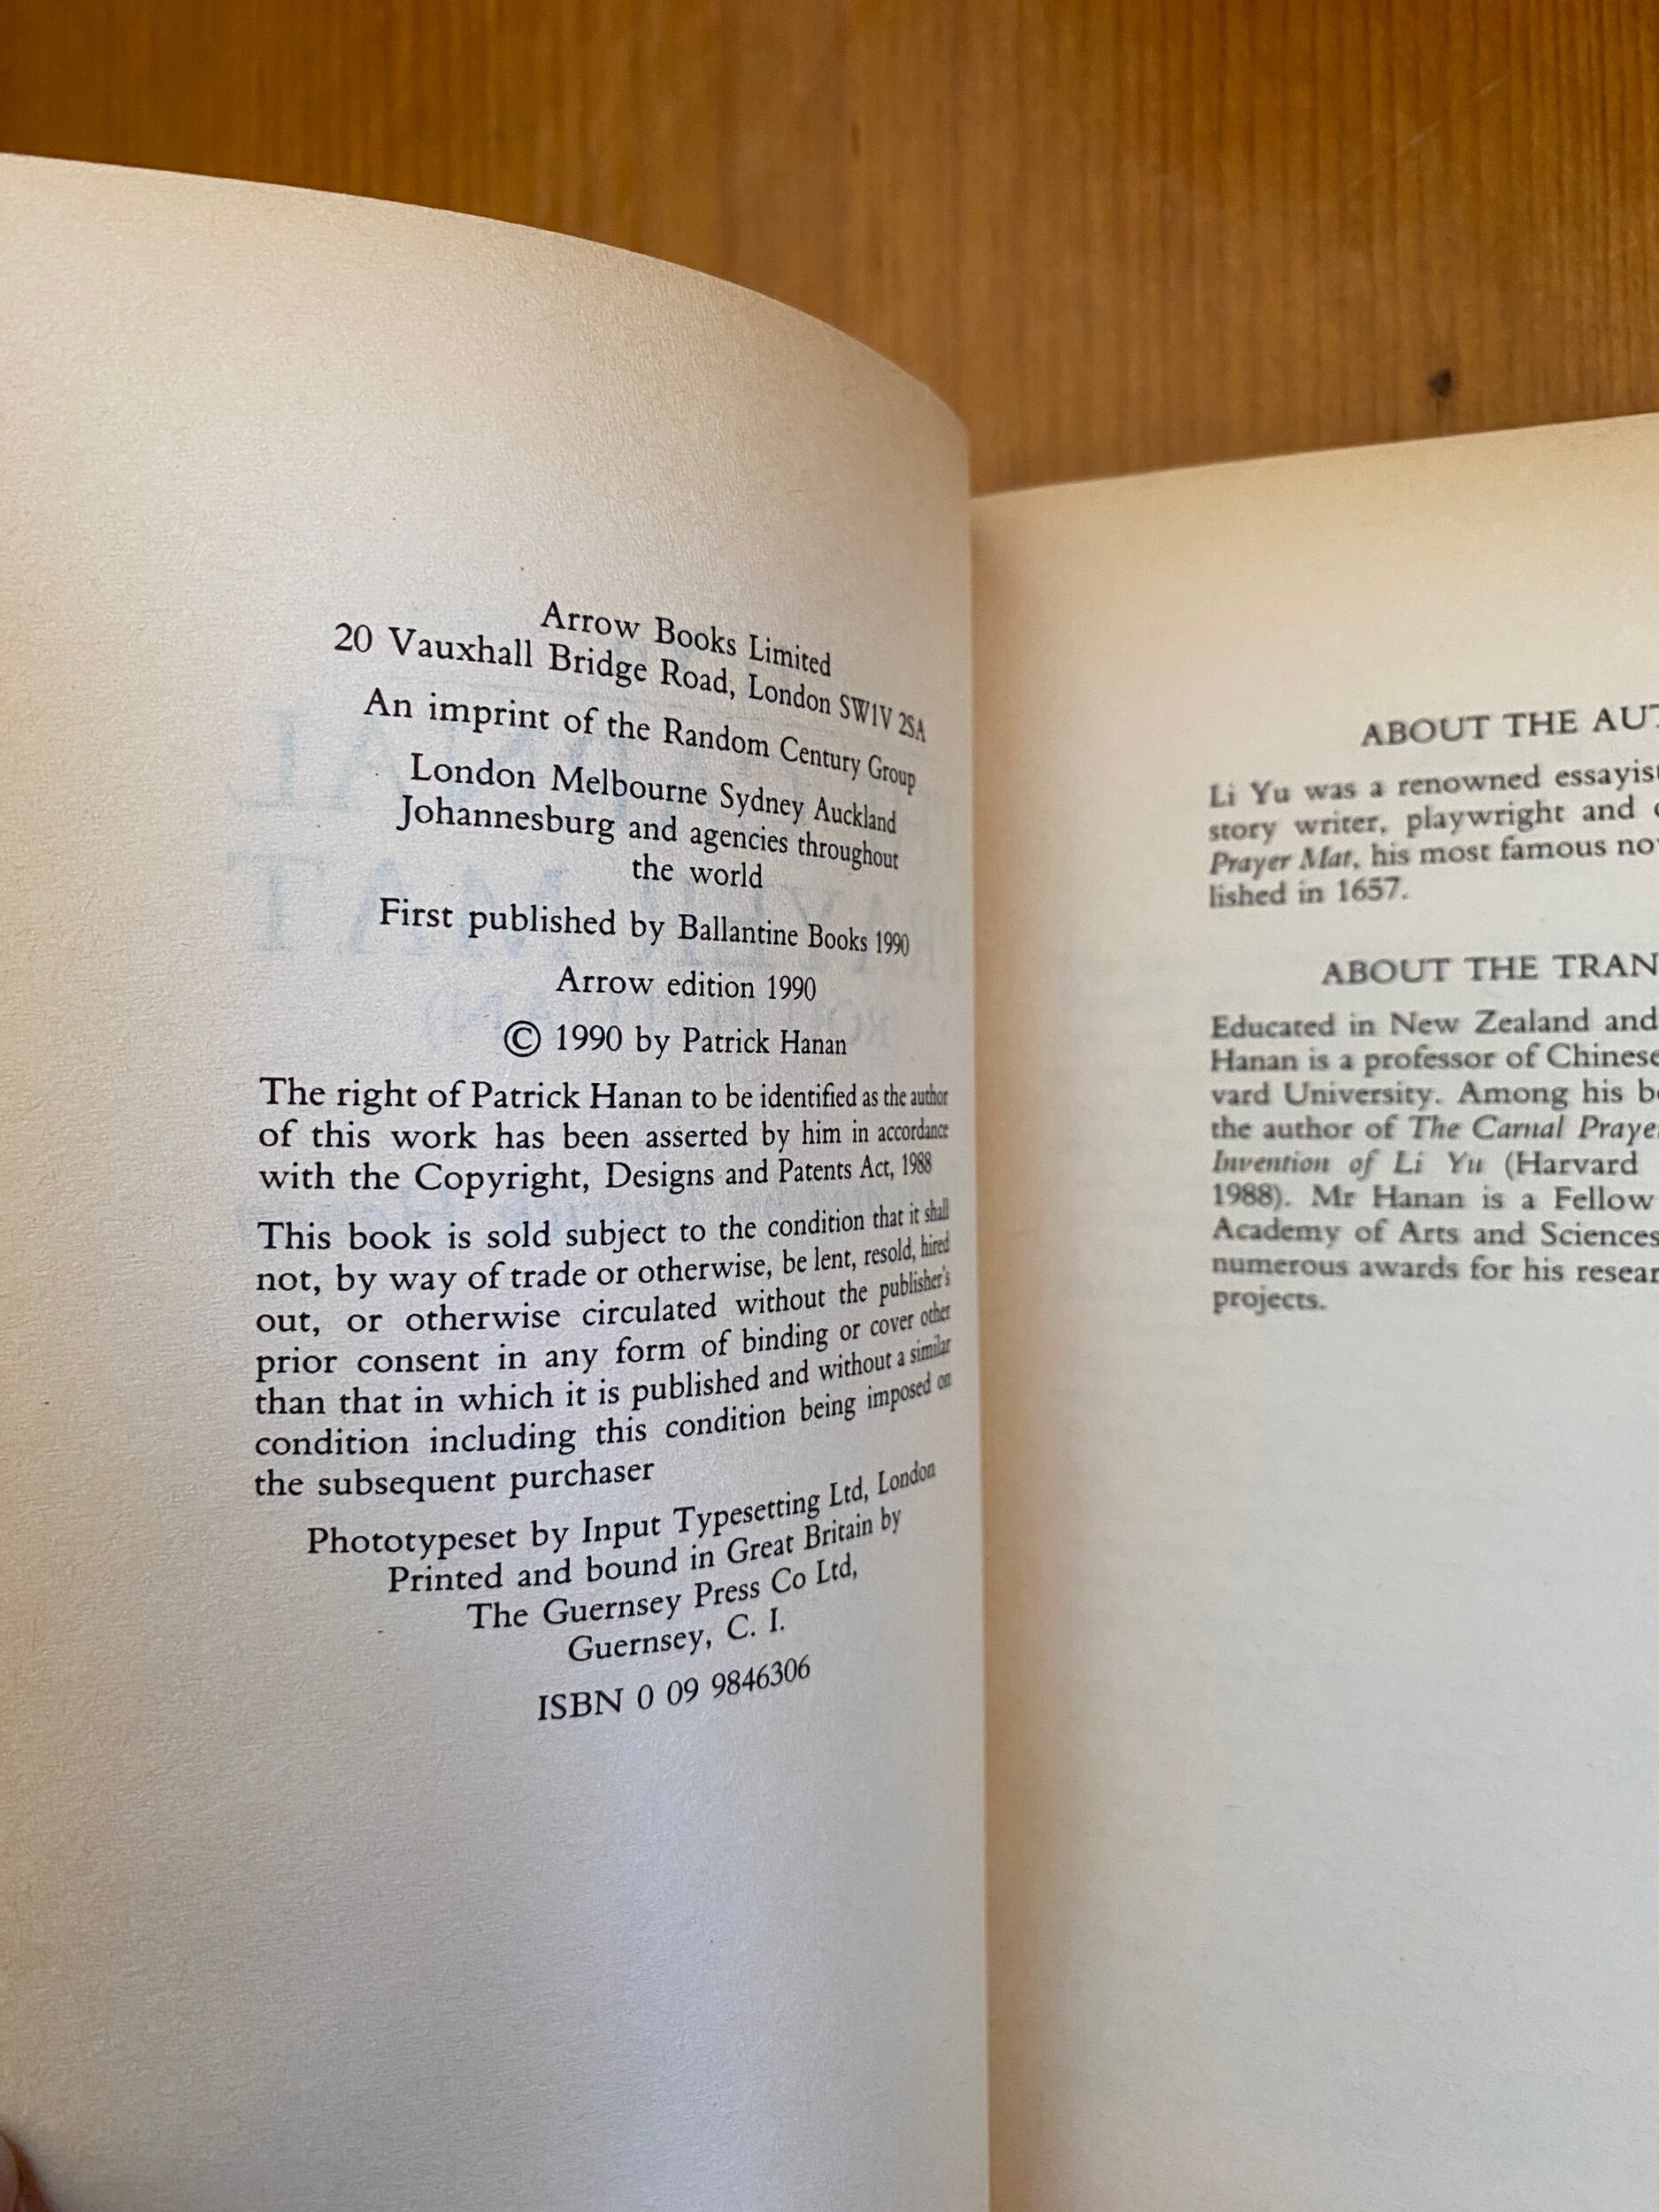 Arrow Books Limited
20 Vauxhall Bridge Road, London SW1V 2SA
An imprint of the Random Century Group
London Melbourne Sydney Auckland
Johannesburg and agencies throughout
the world
First published by Ballantine Books 1990
Arrow edition 1990
© 1990 by Patrick Hanan
The right of Patrick Hanan to be identified as the author
of this work has been asserted by him in accordance
with the Copyright, Designs and Patents Act, 1988
This book is sold subject to the condition that it shall
not, by way of trade or otherwise, be lent, resold, hired
out, or otherwise circulated without the publisher's
prior consent in any form of binding or cover other
than that in which it is published and without a similar
condition including this condition being imposed on
the subsequent purchaser
Phototypeset by Input Typesetting Ltd, London
Printed and bound in Great Britain by
The Guernsey Press Co Ltd,
Guernsey, C. I.
ISBN 0 09 9846306
ABOUT THE AUT
Li Yu was a renowned essayist
story writer, playwright and
Prayer Mat, his most famous no
lished in 1657.
ABOUT THE TRAN
Educated in New Zealand and
Hanan is a professor of Chinese
vard University. Among his b
the author of The Carnal Prayer
Invention of Li Yu (Harvard
1988). Mr Hanan is a Fellow
Academy of Arts and Sciences
numerous awards for his resear
projects.